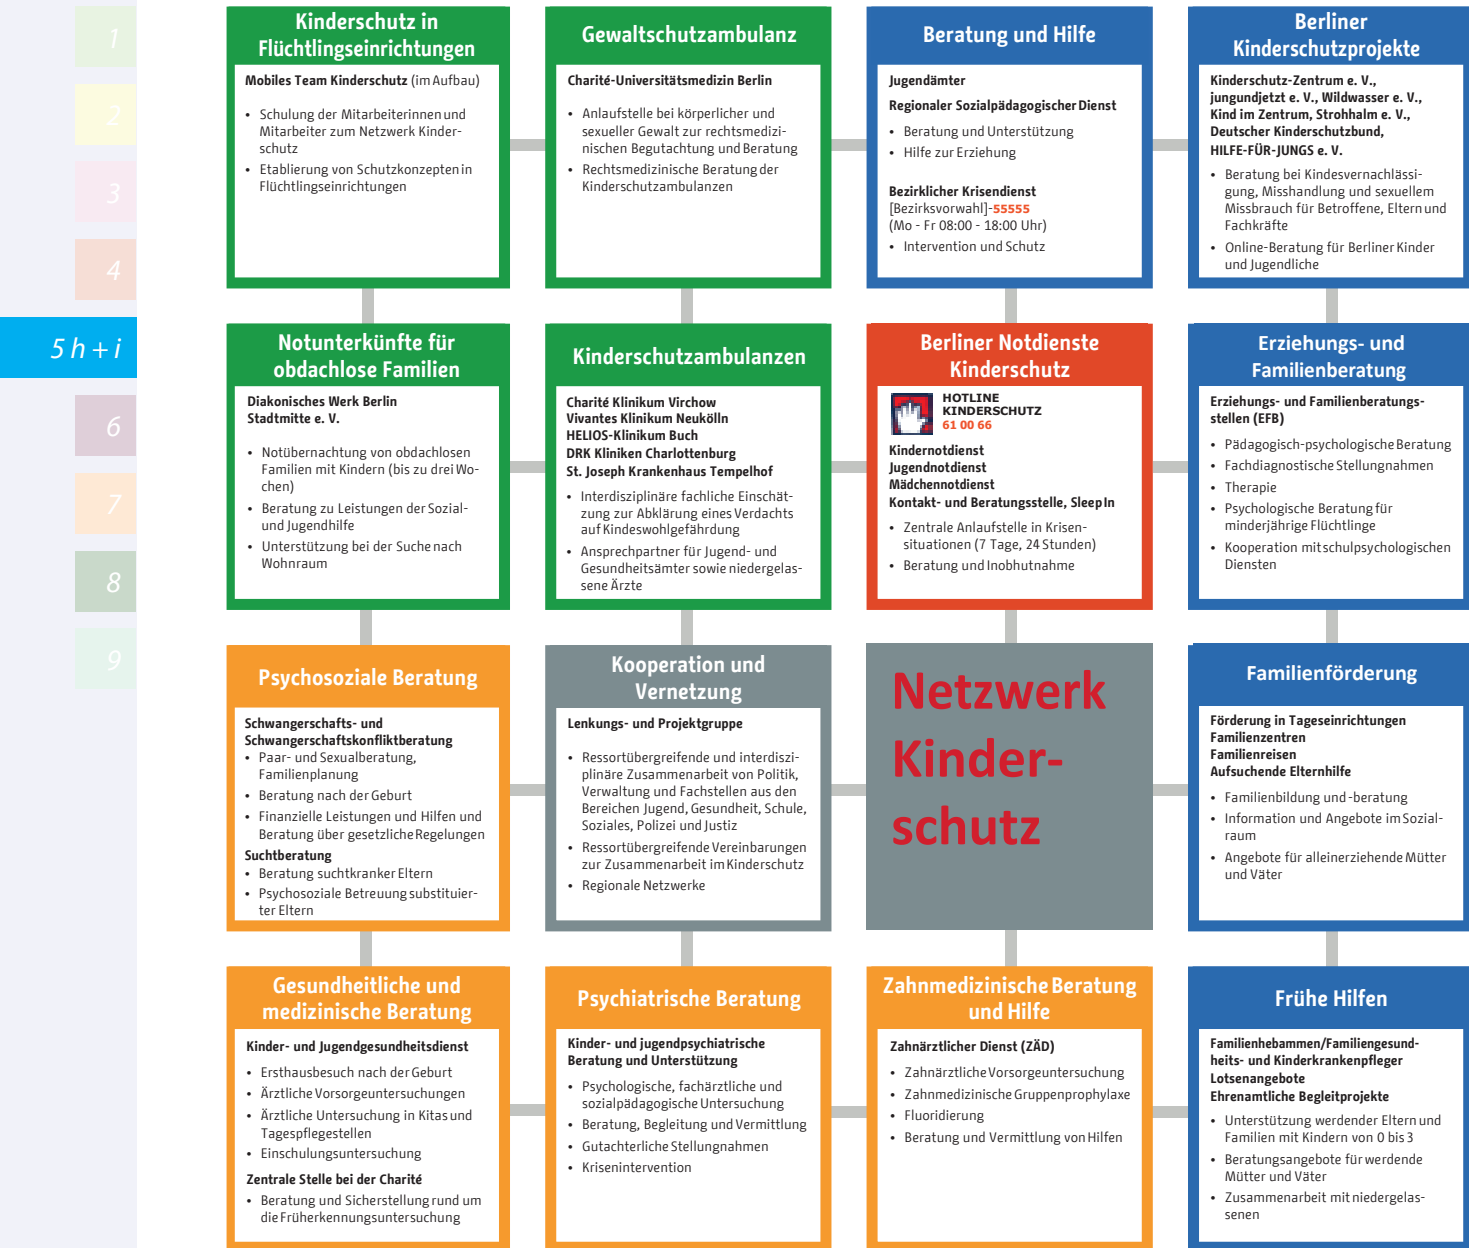 1
2
3
4
5 h + i
6
7
8
9
Kinderschutz in
Flüchtlingseinrichtungen
Mobiles Team Kinderschutz (im Aufbau)
• Schulung der Mitarbeiterinnen und
Mitarbeiter zum Netzwerk Kinder-
schutz
• Etablierung von Schutzkonzepten in
Flüchtlingseinrichtungen
Gewaltschutzambulanz
Charité-Universitätsmedizin Berlin
• Anlaufstelle bei körperlicher und
sexueller Gewalt zur rechtsmedizi-
nischen Begutachtung und Beratung
• Rechtsmedizinische Beratung der
Kinderschutzambulanzen
Beratung und Hilfe
Jugendämter
Regionaler Sozialpädagogischer Dienst
• Beratung und Unterstützung
• Hilfe zur Erziehung
Bezirklicher Krisendienst
[Bezirksvorwahl]-55555
(Mo - Fr 08:00 - 18:00 Uhr)
• Intervention und Schutz
Berliner
Kinderschutzprojekte
Kinderschutz-Zentrum e. V.,
jungundjetzt e. V., Wildwasser e. V.,
Kind im Zentrum, Strohhalm e. V.,
Deutscher Kinderschutzbund,
HILFE-FÜR-JUNGS e. V.
• Beratung bei Kindesvernachlässi-
gung, Misshandlung und sexuellem
Missbrauch für Betroffene, Eltern und
Fachkräfte
• Online-Beratung für Berliner Kinder
und Jugendliche
Notunterkünfte für
obdachlose Familien
Diakonisches Werk Berlin
Stadtmitte e. V.
• Notübernachtung von obdachlosen
Familien mit Kindern (bis zu drei Wo-
chen)
• Beratung zu Leistungen der Sozial-
und Jugendhilfe
• Unterstützung bei der Suche nach
Wohnraum
Kinderschutzambulanzen
Charité Klinikum Virchow
Vivantes Klinikum Neukölln
HELIOS-Klinikum Buch
DRK Kliniken Charlottenburg
St. Joseph Krankenhaus Tempelhof
• Interdisziplinäre fachliche Einschät-
zung zur Abklärung eines Verdachts
auf Kindeswohlgefährdung
• Ansprechpartner für Jugend- und
Gesundheitsämter sowie niedergelas-
sene Ärzte
Berliner Notdienste
Kinderschutz
HOTLINE
KINDERSCHUTZ
61 00 66
Kindernotdienst
Jugendnotdienst
Mädchennotdienst
Kontakt- und Beratungsstelle, Sleep In
• Zentrale Anlaufstelle in Krisen-
situationen (7 Tage, 24 Stunden)
• Beratung und Inobhutnahme
Erziehungs- und
Familienberatung
Erziehungs- und Familienberatungs-
stellen (EFB)
• Pädagogisch-psychologische Beratung
• Fachdiagnostische Stellungnahmen
• Therapie
• Psychologische Beratung für
minderjährige Flüchtlinge
• Kooperation mit schulpsychologischen
Diensten
Psychosoziale Beratung
Schwangerschafts- und
Schwangerschaftskonfliktberatung
• Paar- und Sexualberatung,
Familienplanung
• Beratung nach der Geburt
• Finanzielle Leistungen und Hilfen und
Beratung über gesetzliche Regelungen
Suchtberatung
• Beratung suchtkranker Eltern
• Psychosoziale Betreuung substituier-
ter Eltern
Kooperation und
Vernetzung
Lenkungs- und Projektgruppe
• Ressortübergreifende und interdiszi-
plinäre Zusammenarbeit von Politik,
Verwaltung und Fachstellen aus den
Bereichen Jugend, Gesundheit, Schule,
Soziales, Polizei und Justiz
• Ressortübergreifende Vereinbarungen
zur Zusammenarbeit im Kinderschutz
• Regionale Netzwerke
Netzwerk
Kinder-
schutz
Familienförderung
Förderung in Tageseinrichtungen
Familienzentren
Familienreisen
Aufsuchende Elternhilfe
• Familienbildung und -beratung
• Information und Angebote im Sozial-
raum
• Angebote für alleinerziehende Mütter
und Väter
Gesundheitliche und
medizinische Beratung
Kinder- und Jugendgesundheitsdienst
• Ersthausbesuch nach der Geburt
• Ärztliche Vorsorgeuntersuchungen
• Ärztliche Untersuchung in Kitas und
Tagespflegestellen
• Einschulungsuntersuchung
Zentrale Stelle bei der Charité
• Beratung und Sicherstellung rund um
die Früherkennungsuntersuchung
Psychiatrische Beratung
Kinder- und jugendpsychiatrische
Beratung und Unterstützung
• Psychologische, fachärztliche und
sozialpädagogische Untersuchung
• Beratung, Begleitung und Vermittlung
• Gutachterliche Stellungnahmen
• Krisenintervention
Zahnmedizinische Beratung
und Hilfe
Zahnärztlicher Dienst (ZÄD)
• Zahnärztliche Vorsorgeuntersuchung
• Zahnmedizinische Gruppenprophylaxe
• Fluoridierung
• Beratung und Vermittlung von Hilfen
Frühe Hilfen
Familienhebammen/Familiengesund-
heits- und Kinderkrankenpfleger
Lotsenangebote
Ehrenamtliche Begleitprojekte
• Unterstützung werdender Eltern und
Familien mit Kindern von 0 bis 3
• Beratungsangebote für werdende
Mütter und Väter
• Zusammenarbeit mit niedergelas-
senen